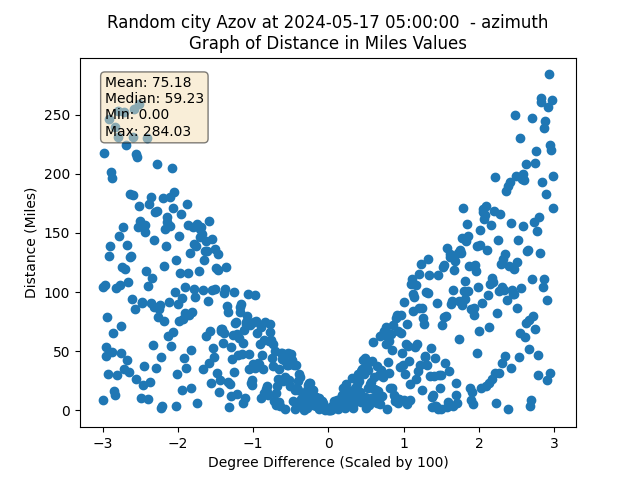 Random city Azov at 2024-05-17 05:00:00  - azimuth
Graph of Distance in Miles Values
Mean: 75.18
Median: 59.23
Min: 0.00
Max: 284.03
Distance (Miles)
250
200
150
100
50
0
−3
−2
−1
0
1
2
3
Degree Difference (Scaled by 100)